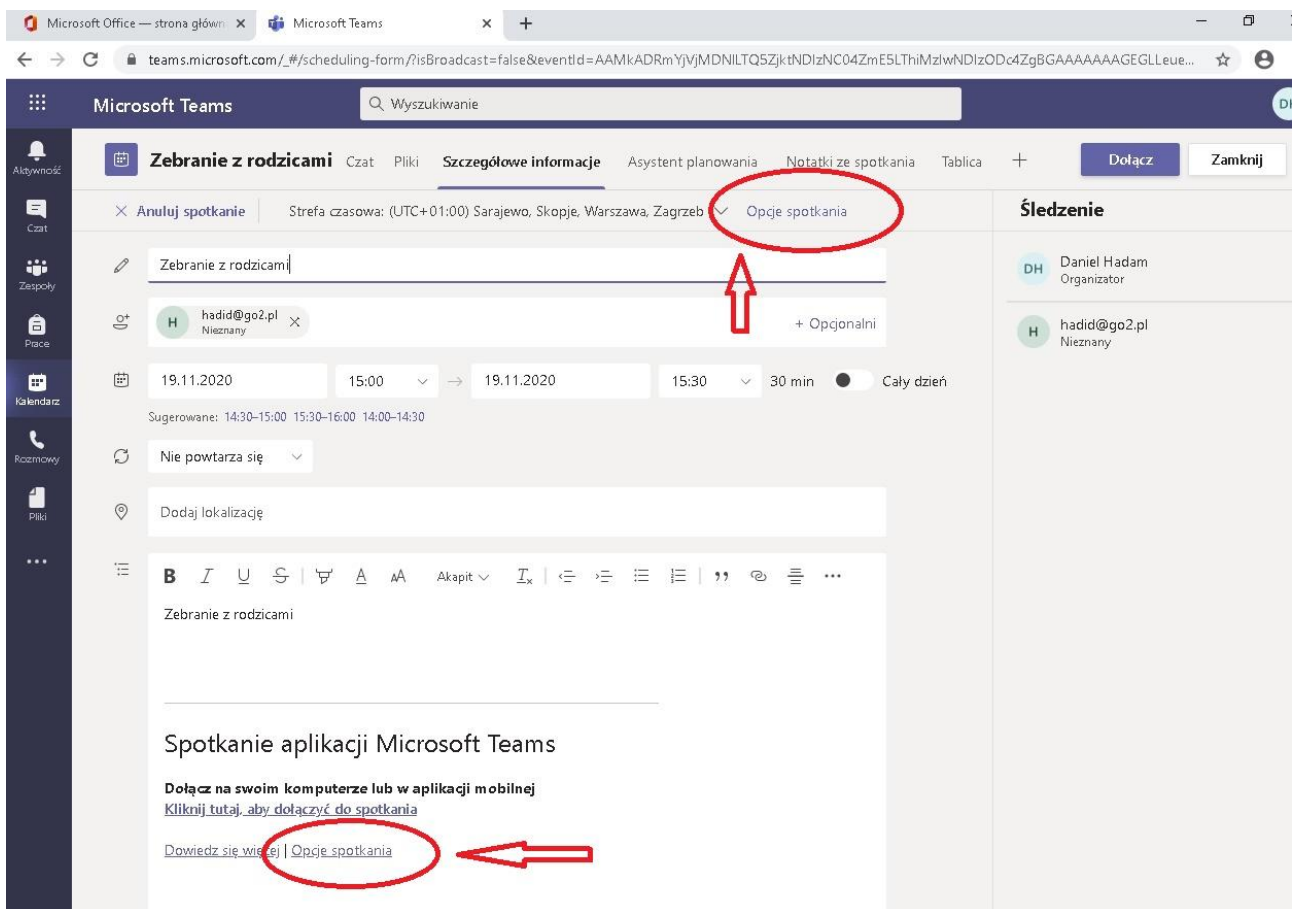 Microsoft Office — strona główn
Microsoft Teams
teams.microsoft.com/_#/scheduling-form/?isBroadcast=false&eventId=AAMkADRmYjVjMDNlLTQ5ZjktNDIzNC04ZmE5LThiMzIwNDIzODc4ZgBGAAAAAAAGEGLLeue...
Microsoft Teams
Wyszukiwanie
DH
Aktywność
Czat
Zespoły
Prace
Kalendarz
Rozmowy
Pliki
Zebranie z rodzicami Czat Pliki Szczegółowe informacje Asystent planowania Notatki ze spotkania Tablica
Dołącz Zamknij
Anuluj spotkanie Strefa czasowa: (UTC+01:00) Sarajewo, Skopje, Warszawa, Zagrzeb Opcje spotkania
Śledzenie
Zebranie z rodzicami
H hadid@go2.pl
Nieznany
+ Opcjonalni
DH Daniel Hadam
Organizator
H hadid@go2.pl
Nieznany
19.11.2020 15:00 → 19.11.2020 15:30 30 min Cały dzień
Sugerowane: 14:30–15:00 15:30–16:00 14:00–14:30
Nie powtarza się
Dodaj lokalizację
B I U S A AA Akapit
Zebranie z rodzicami
Spotkanie aplikacji Microsoft Teams
Dołącz na swoim komputerze lub w aplikacji mobilnej
Kliknij tutaj, aby dołączyć do spotkania
Dowiedz się więcej | Opcje spotkania